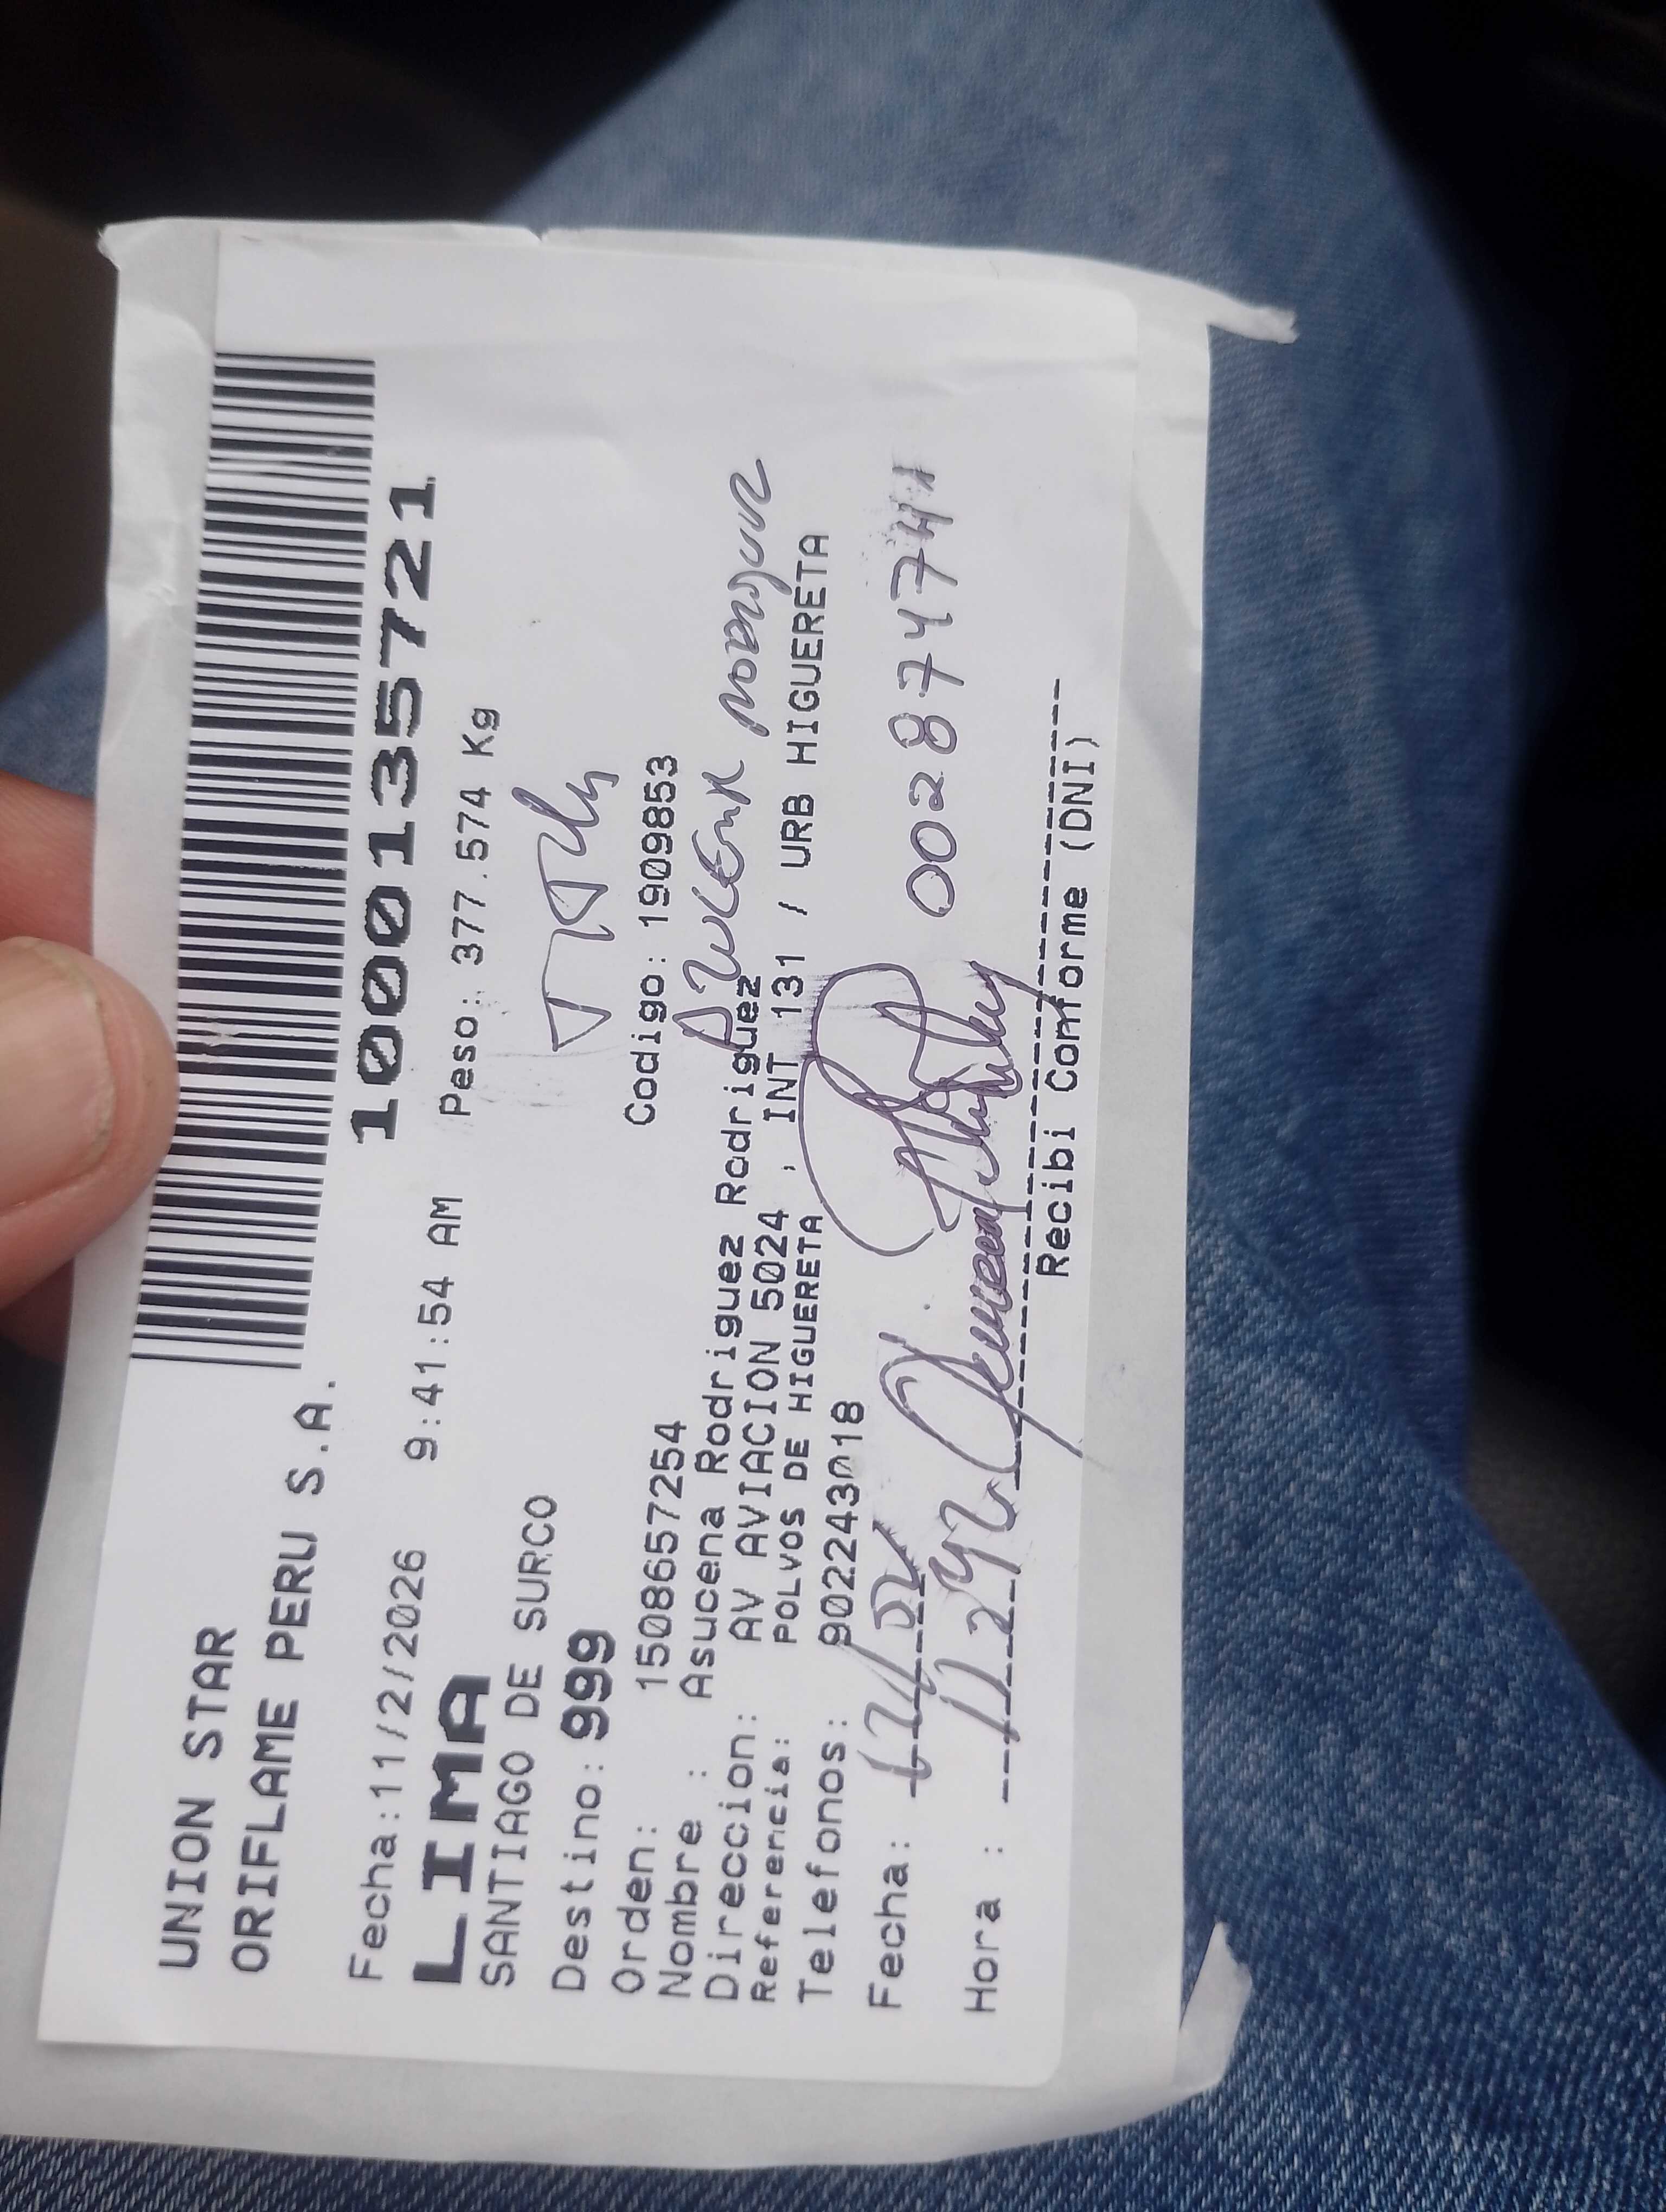 UNION STAR
ORIFLAME PERU S.A.
1000135721
Fecha:11/2/2026 9:41:54 AM Peso: 377.574 Kg
LIMA
SANTIAGO DE SURCO
Destino: 999
Orden: 1508657254 Codigo: 1909853
Nombre : Asucena Rodriguez Rodriguez
Direccion: AV AVIACION 5024 , INT 131 / URB HIGUERETA
Referencia: POLVOS DE HIGUERETA
Telefonos: 902243018
Fecha:
Hora :
Recibi Conforme (DNI)